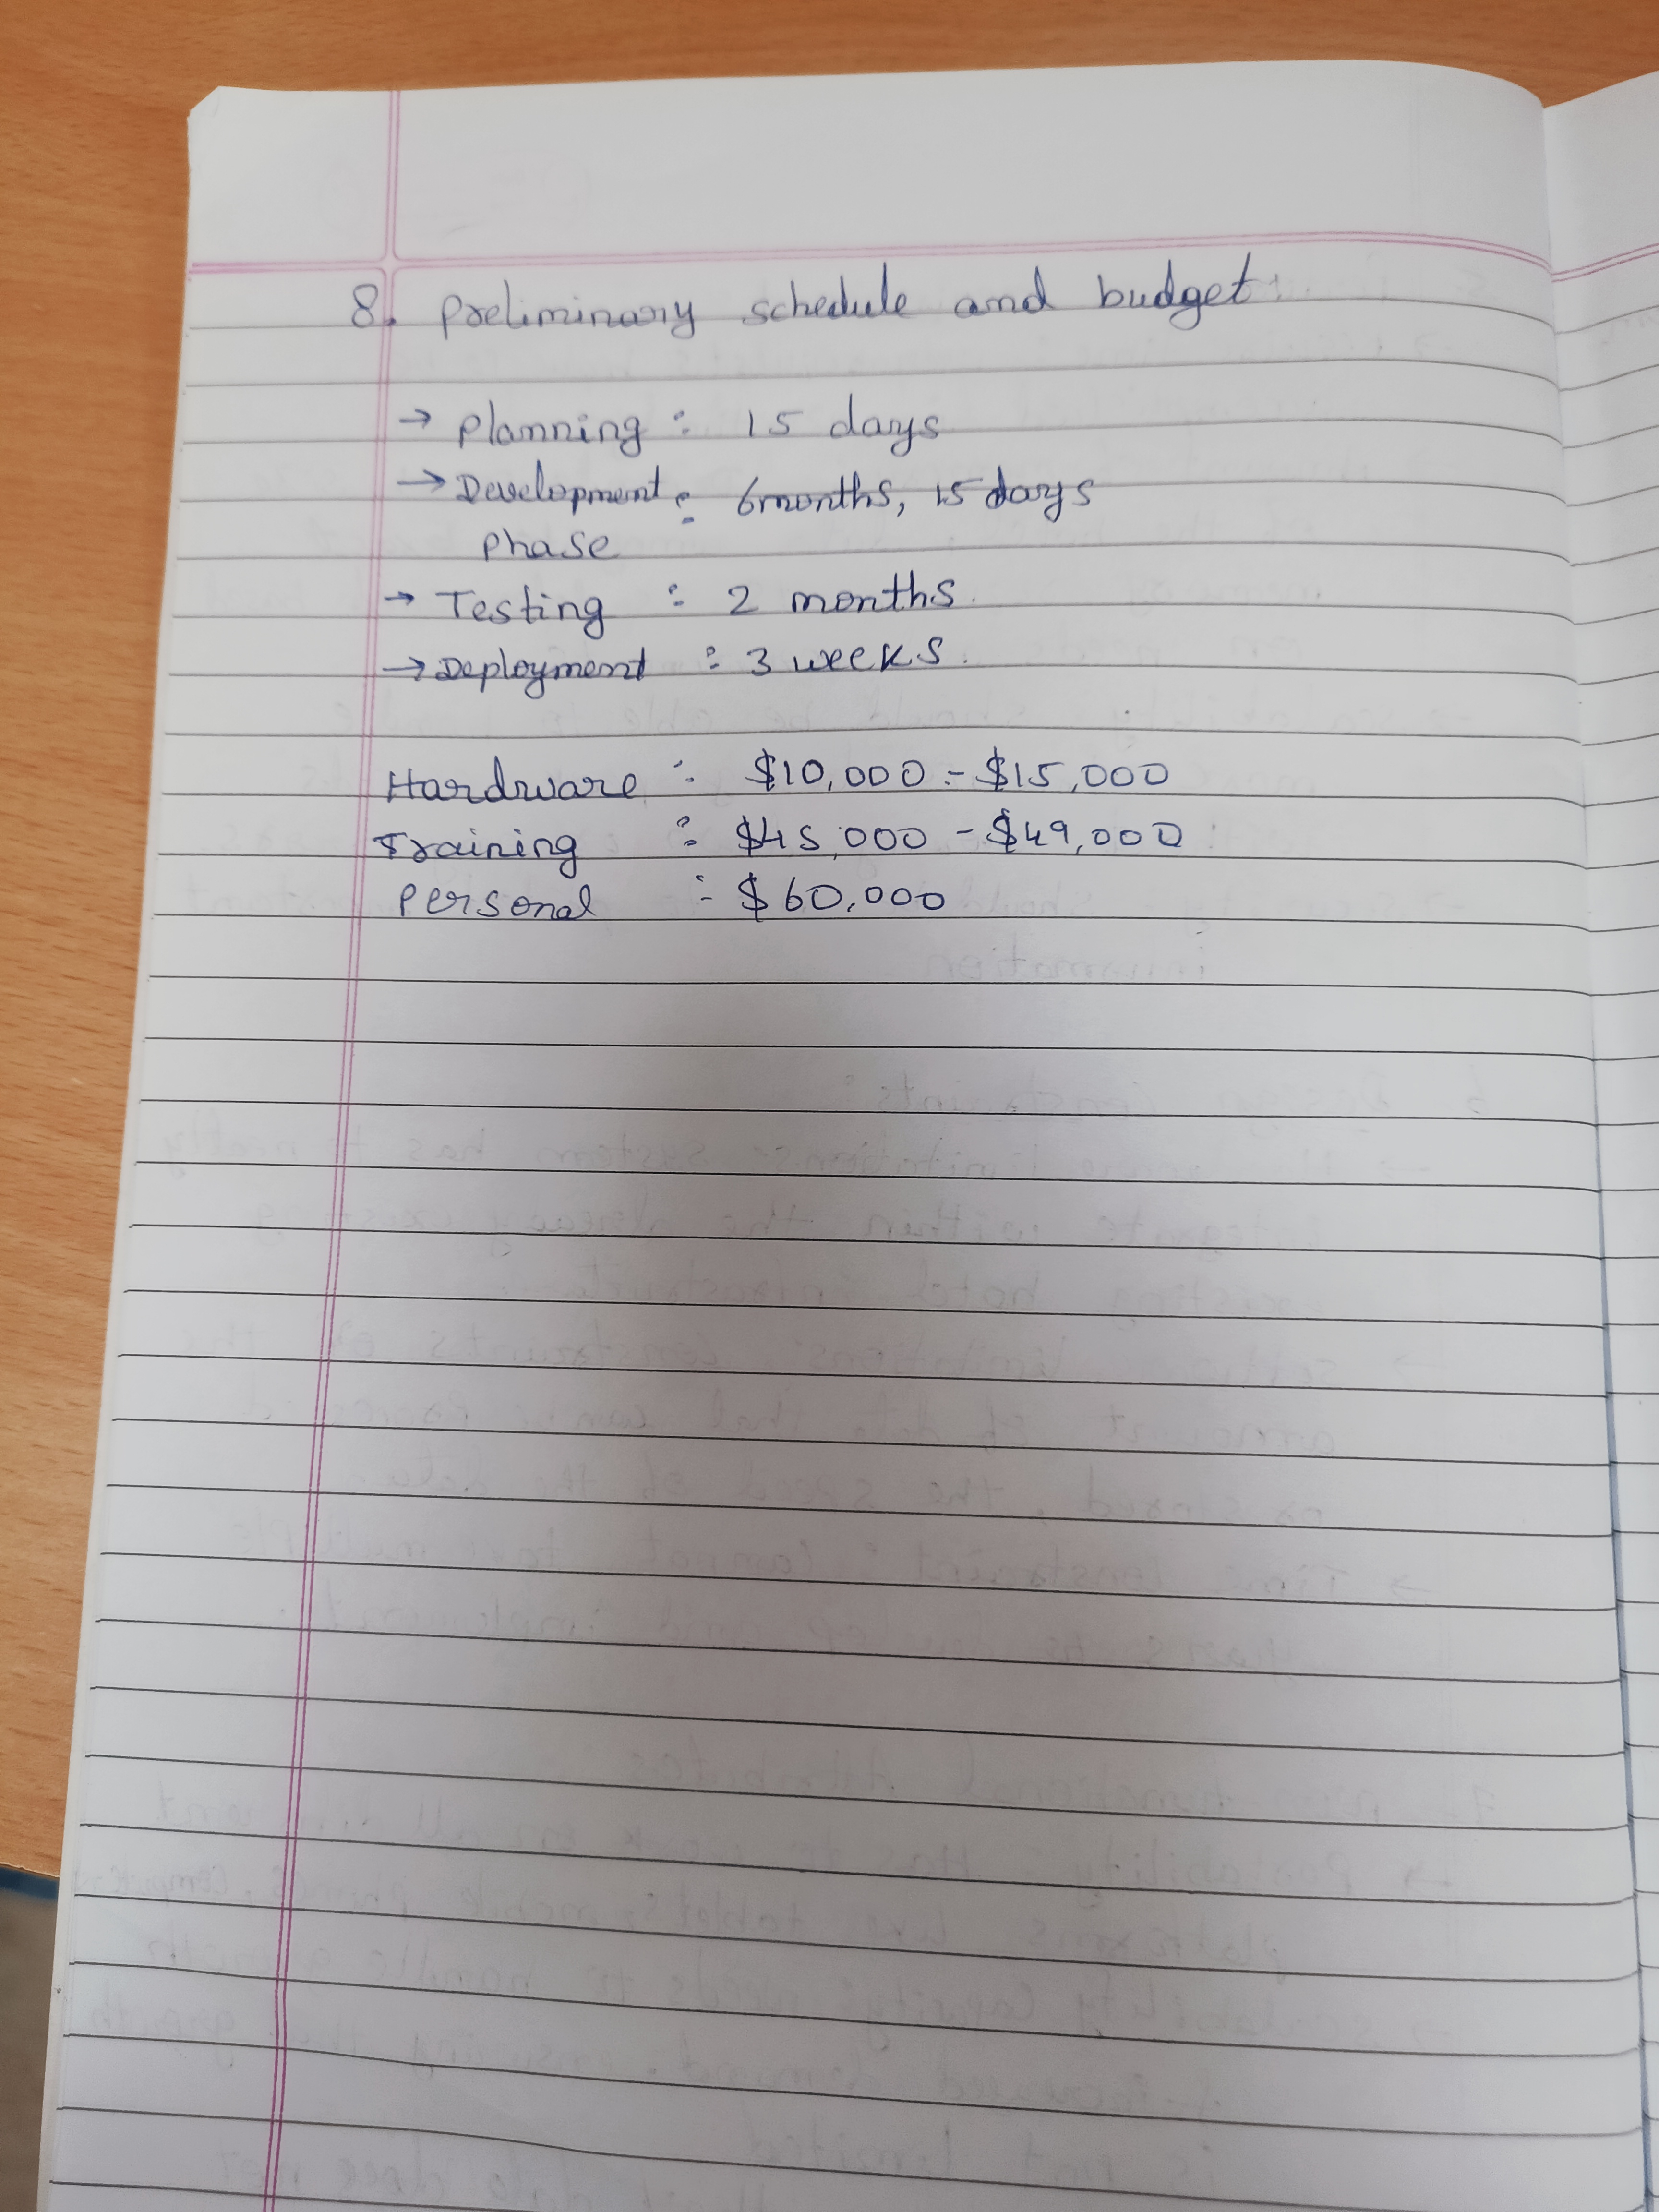 8. Preliminary schedule and budget:
→ Planning : 15 days
→ Development : 6months, 15 days
Phase
→ Testing : 2 months.
→ Deployment : 3 weeks.
Hardware : $10,000 - $15,000
Training : $45,000 - $49,000
Personal : $60,000